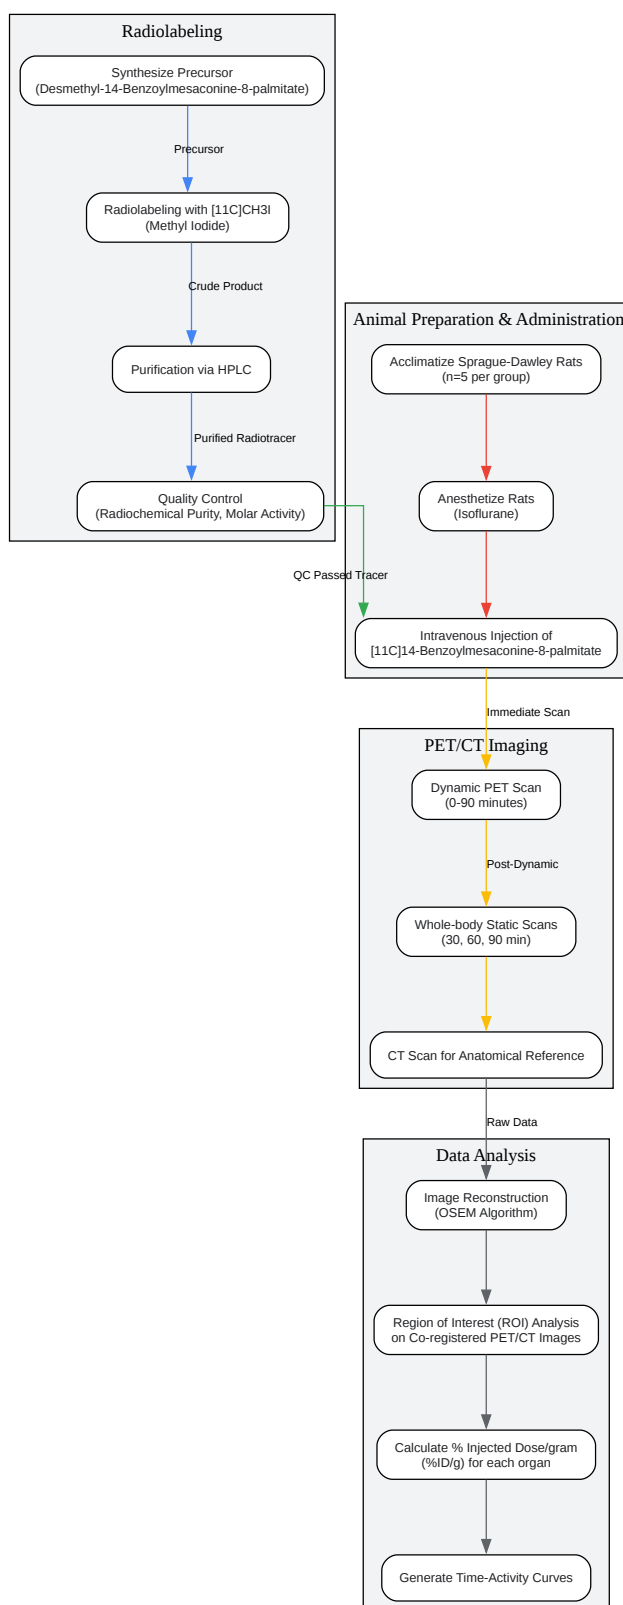 Radiolabeling
Synthesize Precursor
(Desmethyl-14-Benzoylmesaconine-8-palmitate)
Precursor
Radiolabeling with [11C]CH3I
(Methyl Iodide)
Crude Product
Purification via HPLC
Purified Radiotracer
Quality Control
(Radiochemical Purity, Molar Activity)
QC Passed Tracer
Animal Preparation & Administration
Acclimatize Sprague-Dawley Rats
(n=5 per group)
Anesthetize Rats
(Isoflurane)
Intravenous Injection of
[11C]14-Benzoylmesaconine-8-palmitate
Immediate Scan
PET/CT Imaging
Dynamic PET Scan
(0-90 minutes)
Post-Dynamic
Whole-body Static Scans
(30, 60, 90 min)
CT Scan for Anatomical Reference
Raw Data
Data Analysis
Image Reconstruction
(OSEM Algorithm)
Region of Interest (ROI) Analysis
on Co-registered PET/CT Images
Calculate % Injected Dose/gram
(%ID/g) for each organ
Generate Time-Activity Curves